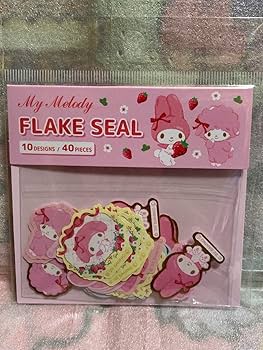 My Melody
FLAKE SEAL
10 DESIGNS / 40 PIECES